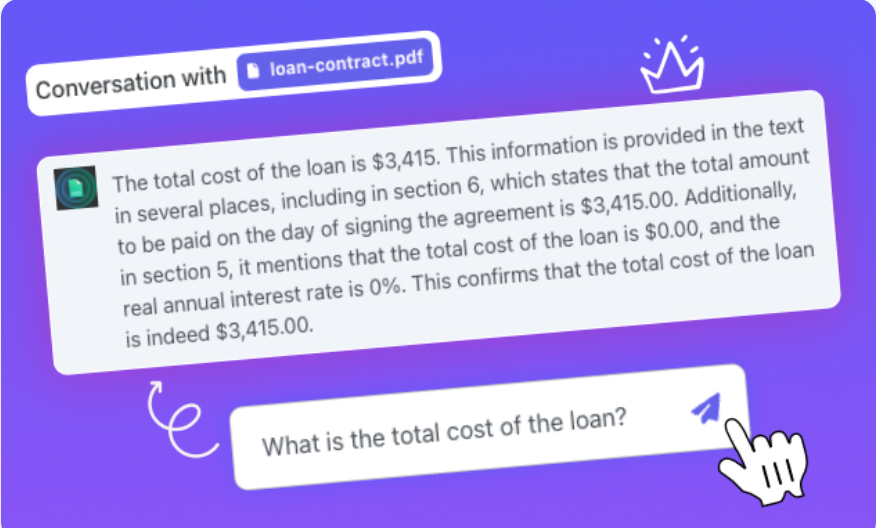 Conversation with loan-contract.pdf
The total cost of the loan is $3,415. This information is provided in the text
in several places, including in section 6, which states that the total amount
to be paid on the day of signing the agreement is $3,415.00. Additionally,
in section 5, it mentions that the total cost of the loan is $0.00, and the
real annual interest rate is 0%. This confirms that the total cost of the loan
is indeed $3,415.00.
What is the total cost of the loan?